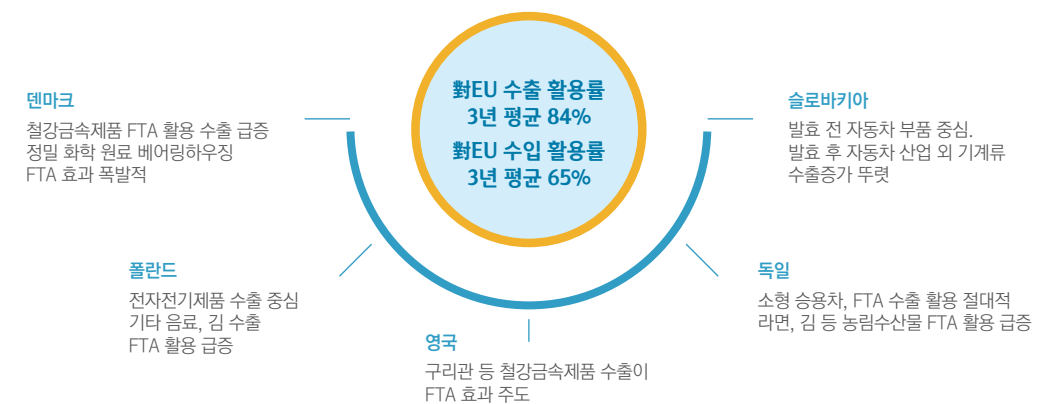 對EU 수출 활용률
3년 평균 84%
對EU 수입 활용률
3년 평균 65%
덴마크
철강금속제품 FTA 활용 수출 급증
정밀 화학 원료 베어링하우징
FTA 효과 폭발적
슬로바키아
발효 전 자동차 부품 중심.
발효 후 자동차 산업 외 기계류
수출증가 뚜렷
폴란드
전자전기제품 수출 중심
기타 음료, 김 수출
FTA 활용 급증
독일
소형 승용차, FTA 수출 활용 절대적
라면, 김 등 농림수산물 FTA 활용 급증
영국
구리관 등 철강금속제품 수출이
FTA 효과 주도